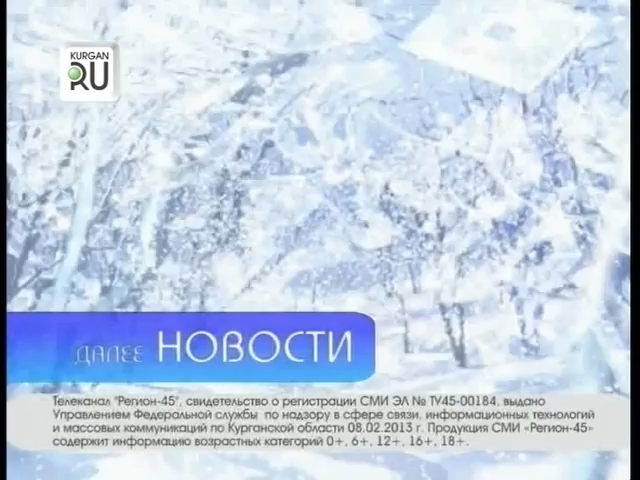 KURGAN
RU
ДАЛЕЕ НОВОСТИ
Телеканал "Регион-45", свидетельство о регистрации СМИ ЭЛ № ТУ45-00184, выдано
Управлением Федеральной службы по надзору в сфере связи, информационных технологий
и массовых коммуникаций по Курганской области 08.02.2013 г. Продукция СМИ «Регион-45»
содержит информацию возрастных категорий 0+, 6+, 12+, 16+, 18+.